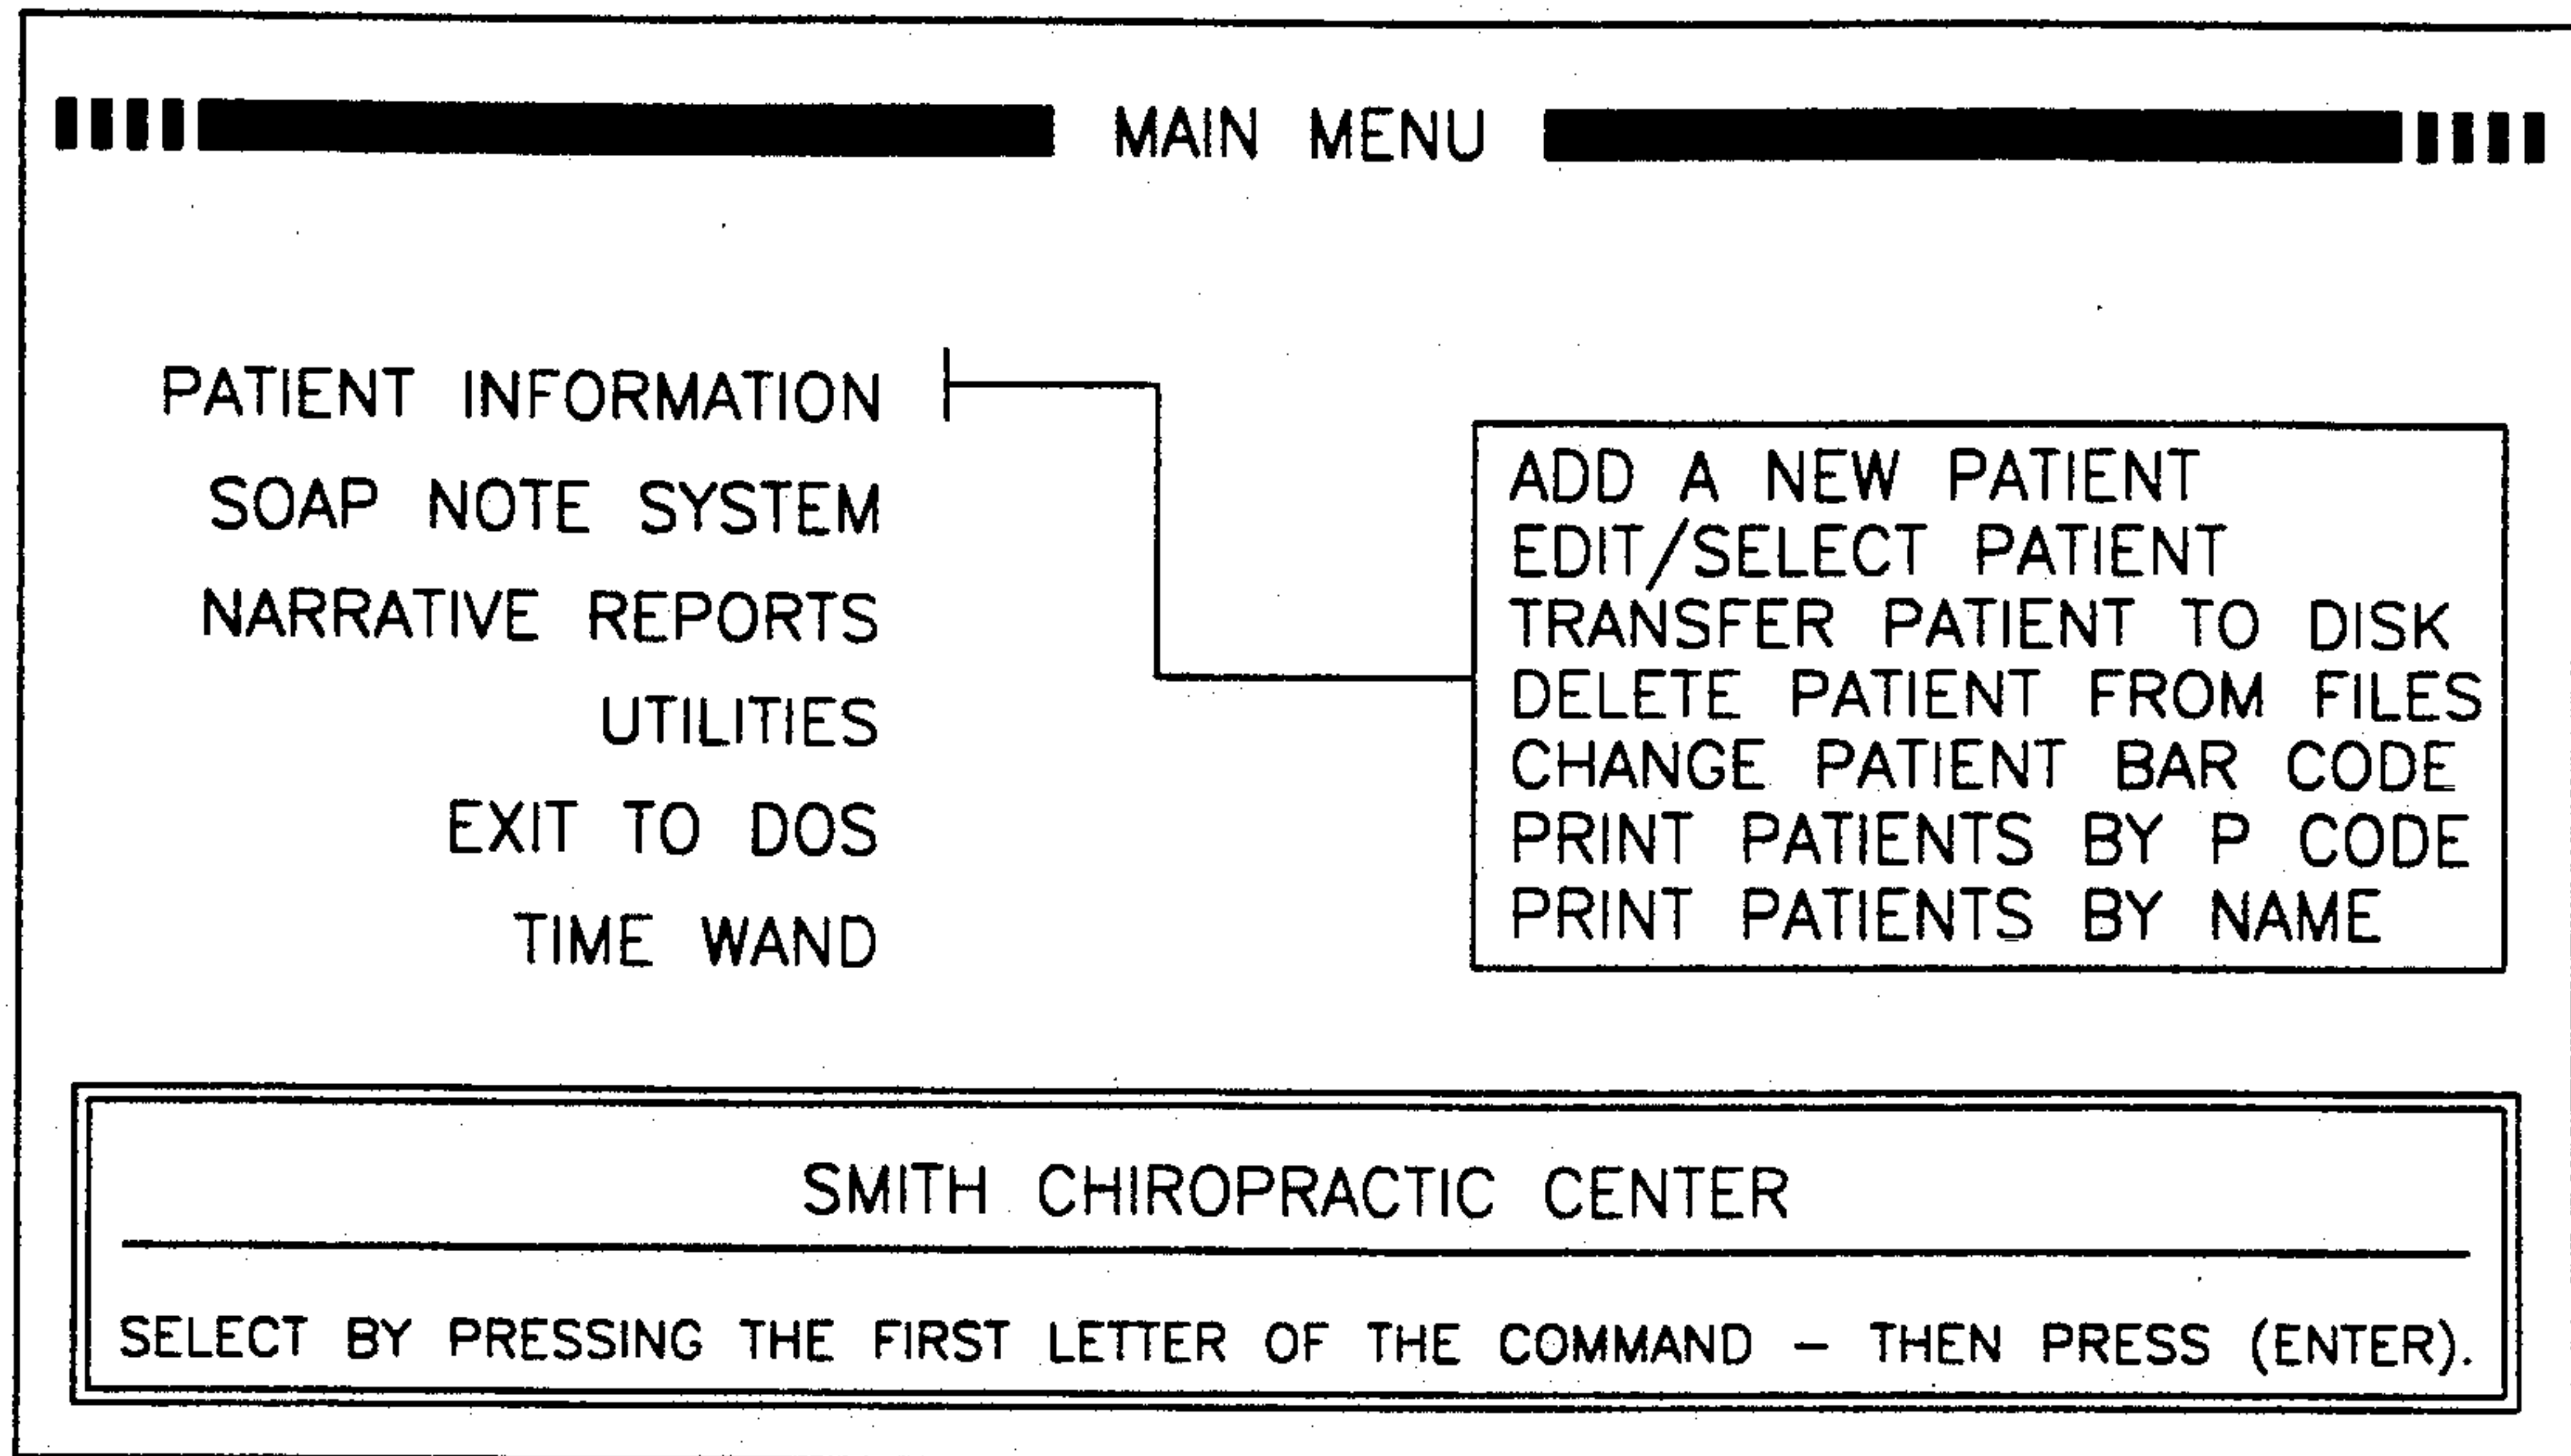 MAIN MENU
PATIENT INFORMATION
SOAP NOTE SYSTEM
NARRATIVE REPORTS
UTILITIES
EXIT TO DOS
TIME WAND
ADD A NEW PATIENT
EDIT/SELECT PATIENT
TRANSFER PATIENT TO DISK
DELETE PATIENT FROM FILES
CHANGE PATIENT BAR CODE
PRINT PATIENTS BY P CODE
PRINT PATIENTS BY NAME
SMITH CHIROPRACTIC CENTER
SELECT BY PRESSING THE FIRST LETTER OF THE COMMAND – THEN PRESS (ENTER).